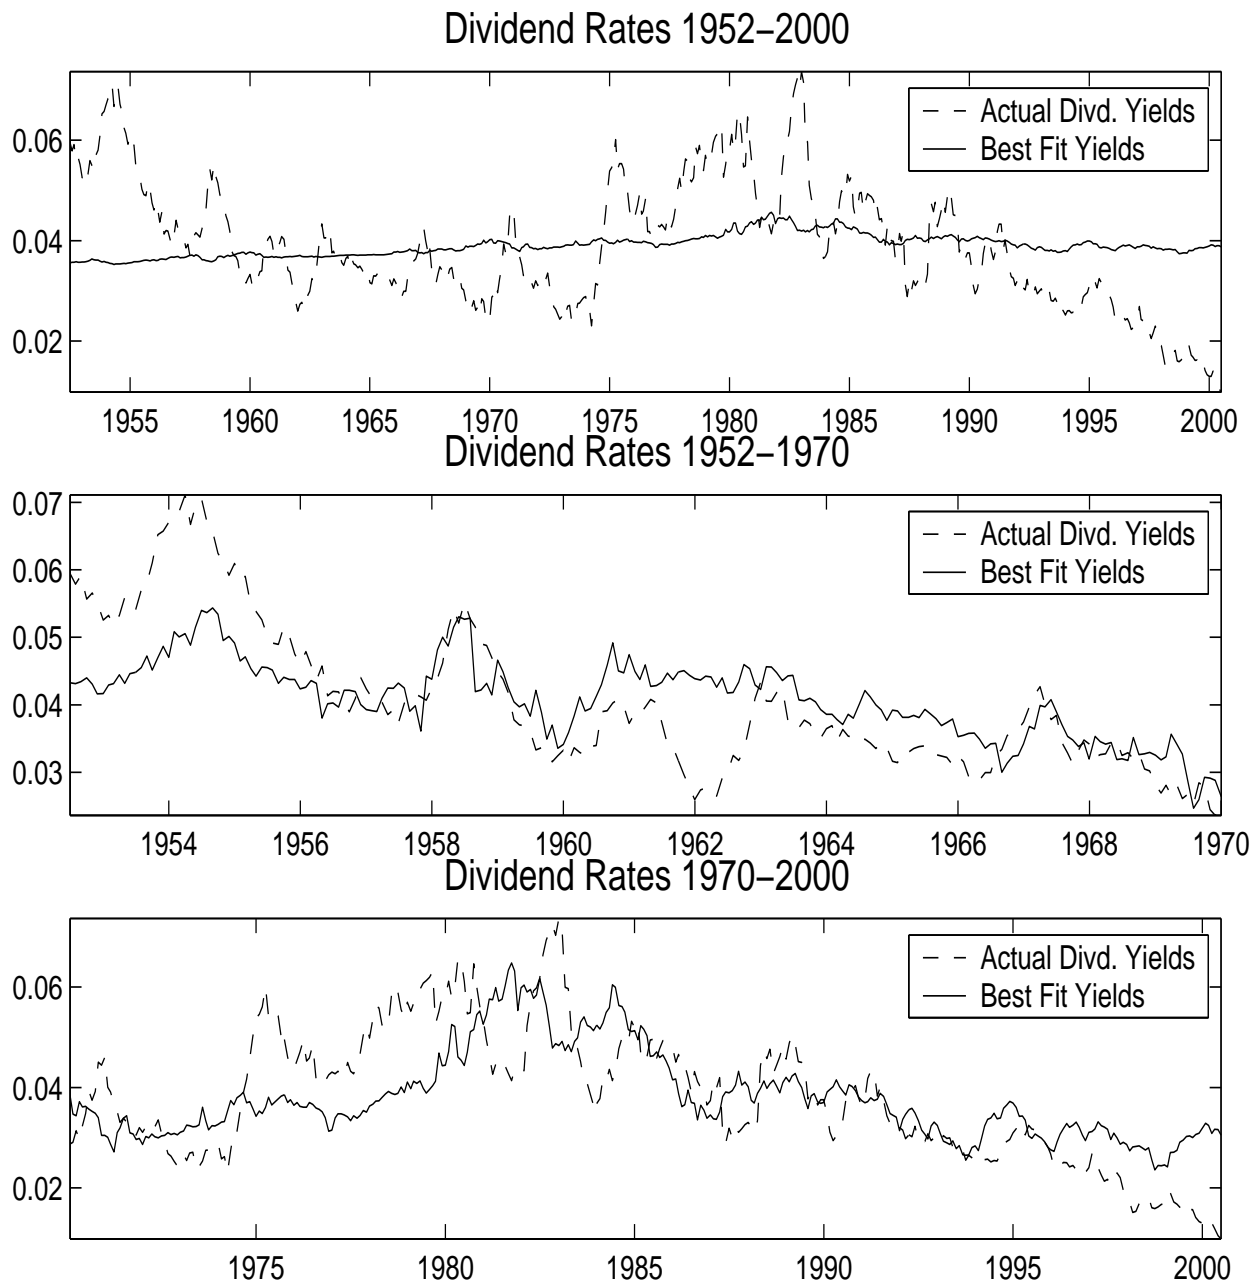 Dividend Rates 1952–2000
Actual Divd. Yields
Best Fit Yields
0.06
0.04
0.02
1955 1960 1965 1970 1975 1980 1985 1990 1995 2000
Dividend Rates 1952–1970
Actual Divd. Yields
Best Fit Yields
0.07
0.06
0.05
0.04
0.03
1954 1956 1958 1960 1962 1964 1966 1968 1970
Dividend Rates 1970–2000
Actual Divd. Yields
Best Fit Yields
0.06
0.04
0.02
1975 1980 1985 1990 1995 2000